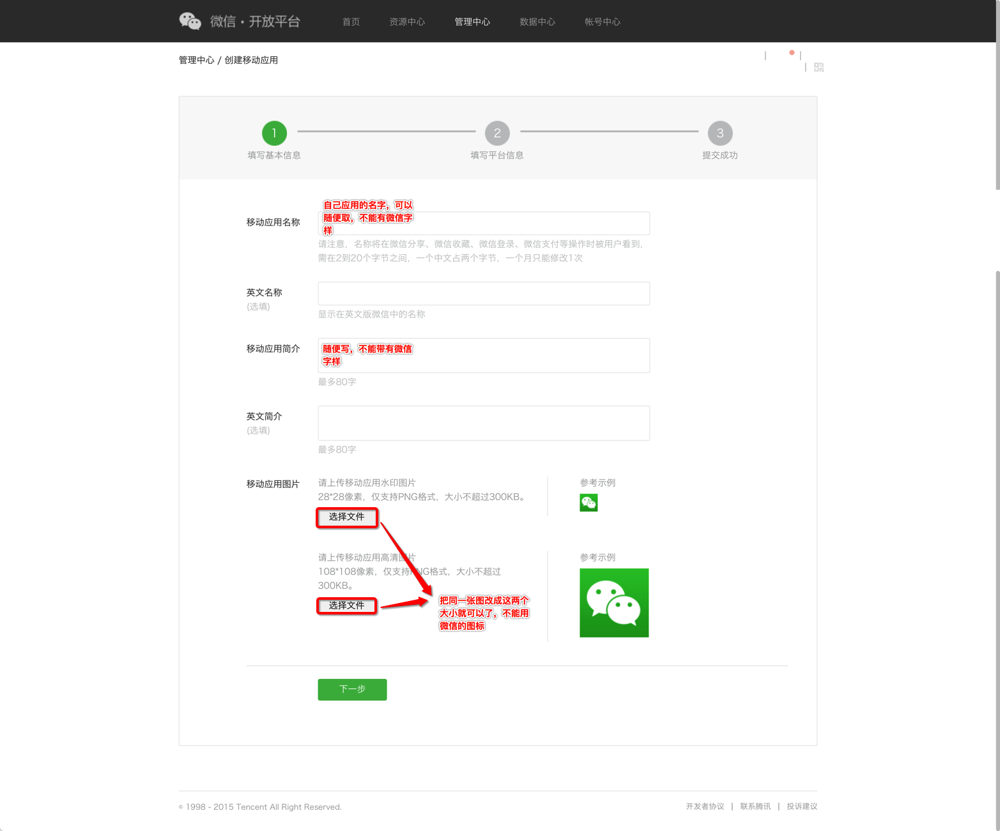 微信·开放平台
首页 资源中心 管理中心 数据中心 帐号中心
管理中心 / 创建移动应用
1 2 3
填写基本信息 填写平台信息 提交成功
移动应用名称
自己应用的名字，可以
随便取，不能有微信字
样
请注意，名称将在微信分享、微信收藏、微信登录、微信支付等操作时被用户看到，
需在2到20个字节之间，一个中文占两个字节，一个月只能修改1次
英文名称
(选填)
显示在英文版微信中的名称
移动应用简介
随便写，不能带有微信
字样
最多80字
英文简介
(选填)
最多80字
移动应用图片
请上传移动应用水印图片
28*28像素，仅支持PNG格式，大小不超过300KB。
选择文件
参考示例
请上传移动应用高清图片
108*108像素，仅支持PNG格式，大小不超过
300KB。
选择文件
把同一张图改成这两个
大小就可以了，不能用
微信的图标
参考示例
下一步
© 1998 - 2015 Tencent All Right Reserved.
开发者协议 | 联系腾讯 | 投诉建议